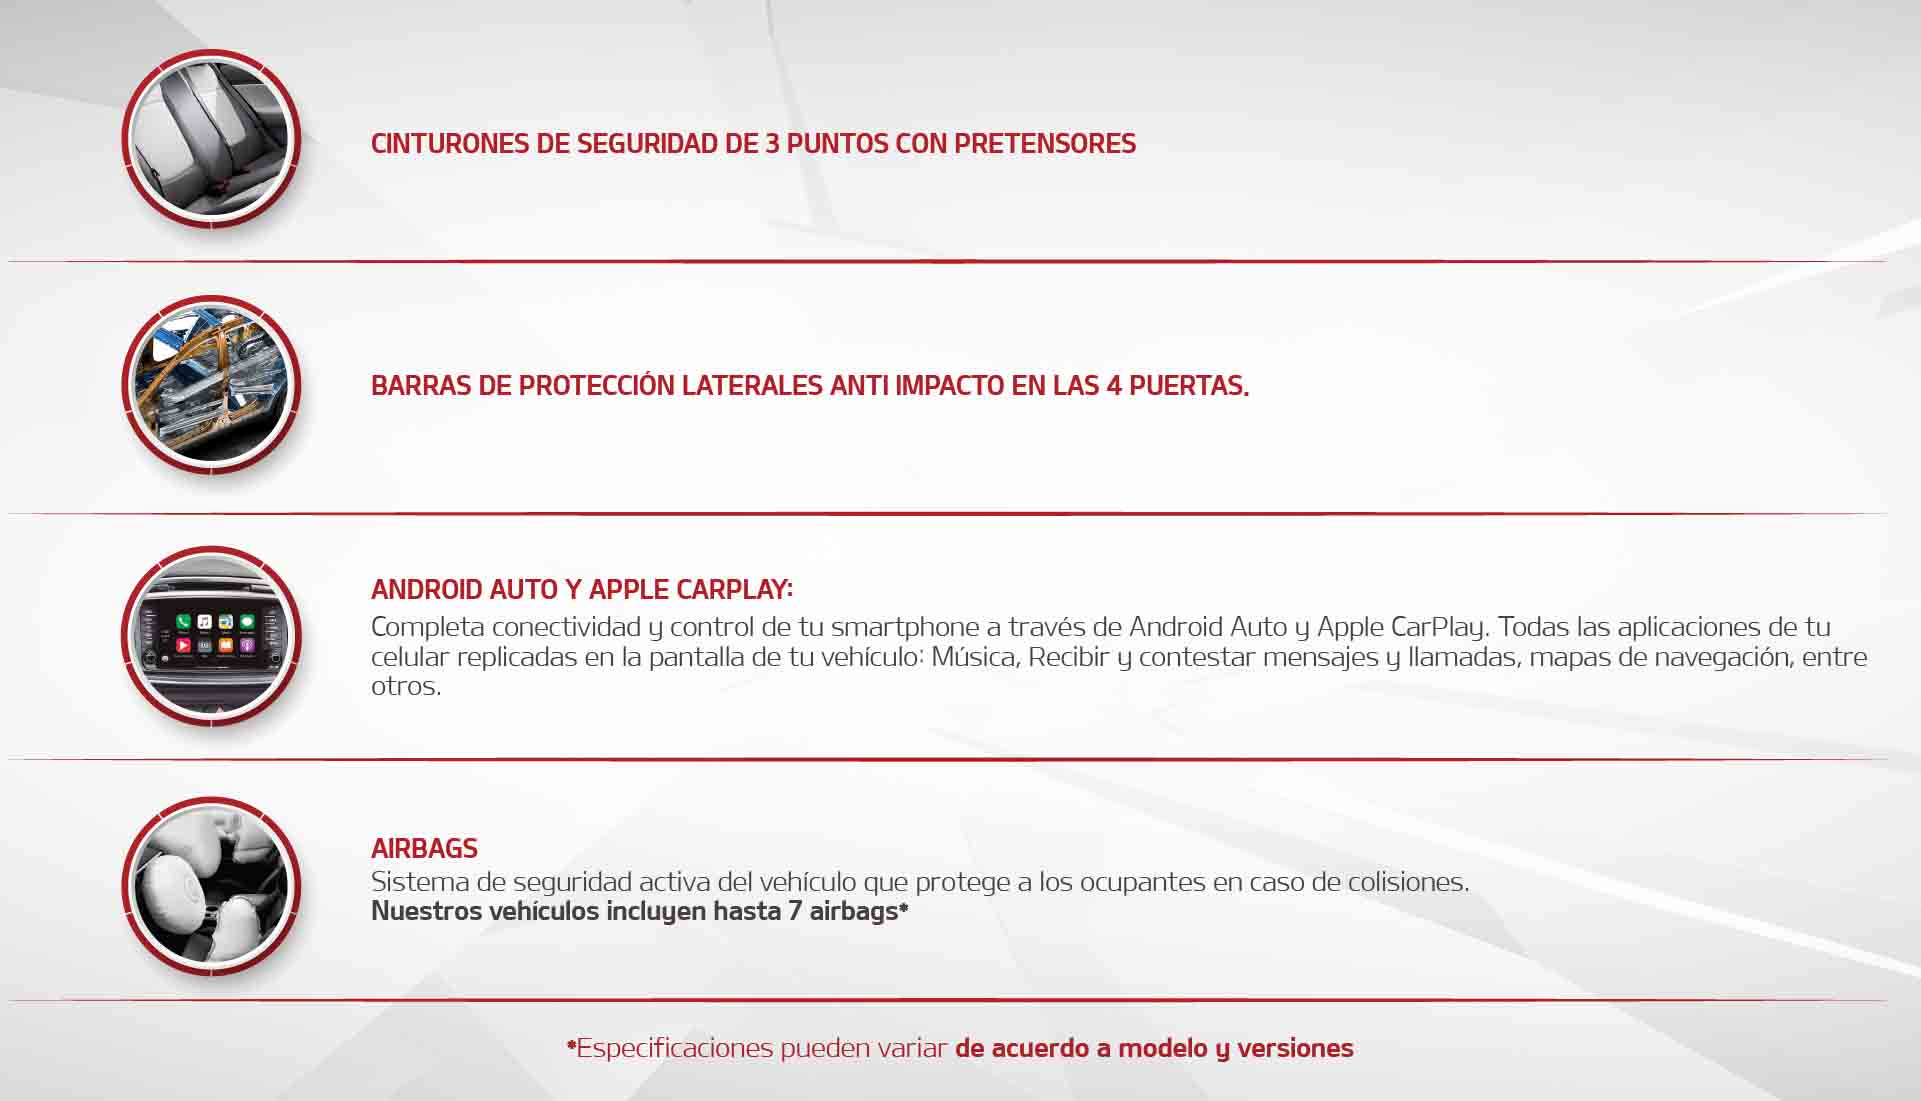 CINTURONES DE SEGURIDAD DE 3 PUNTOS CON PRETENSORES
BARRAS DE PROTECCIÓN LATERALES ANTI IMPACTO EN LAS 4 PUERTAS.
ANDROID AUTO Y APPLE CARPLAY:
Completa conectividad y control de tu smartphone a través de Android Auto y Apple CarPlay. Todas las aplicaciones de tu
celular replicadas en la pantalla de tu vehículo: Música, Recibir y contestar mensajes y llamadas, mapas de navegación, entre
otros.
AIRBAGS
Sistema de seguridad activa del vehículo que protege a los ocupantes en caso de colisiones.
Nuestros vehículos incluyen hasta 7 airbags*
*Especificaciones pueden variar de acuerdo a modelo y versiones